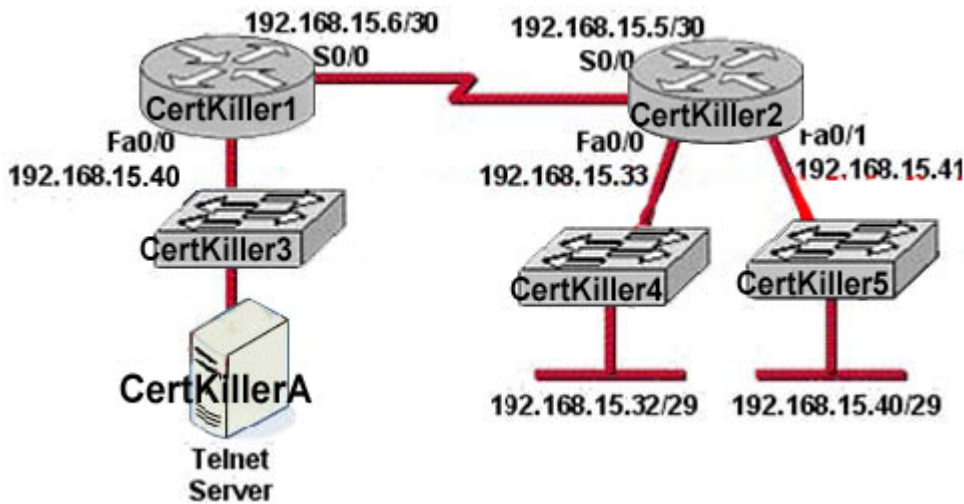 192.168.15.6/30
S0/0
192.168.15.5/30
S0/0
CertKiller1
CertKiller2
Fa0/0
192.168.15.40
Fa0/0
192.168.15.33
Fa0/1
192.168.15.41
CertKiller3
CertKiller4
CertKiller5
CertKillerA
192.168.15.32/29
192.168.15.40/29
Telnet
Server